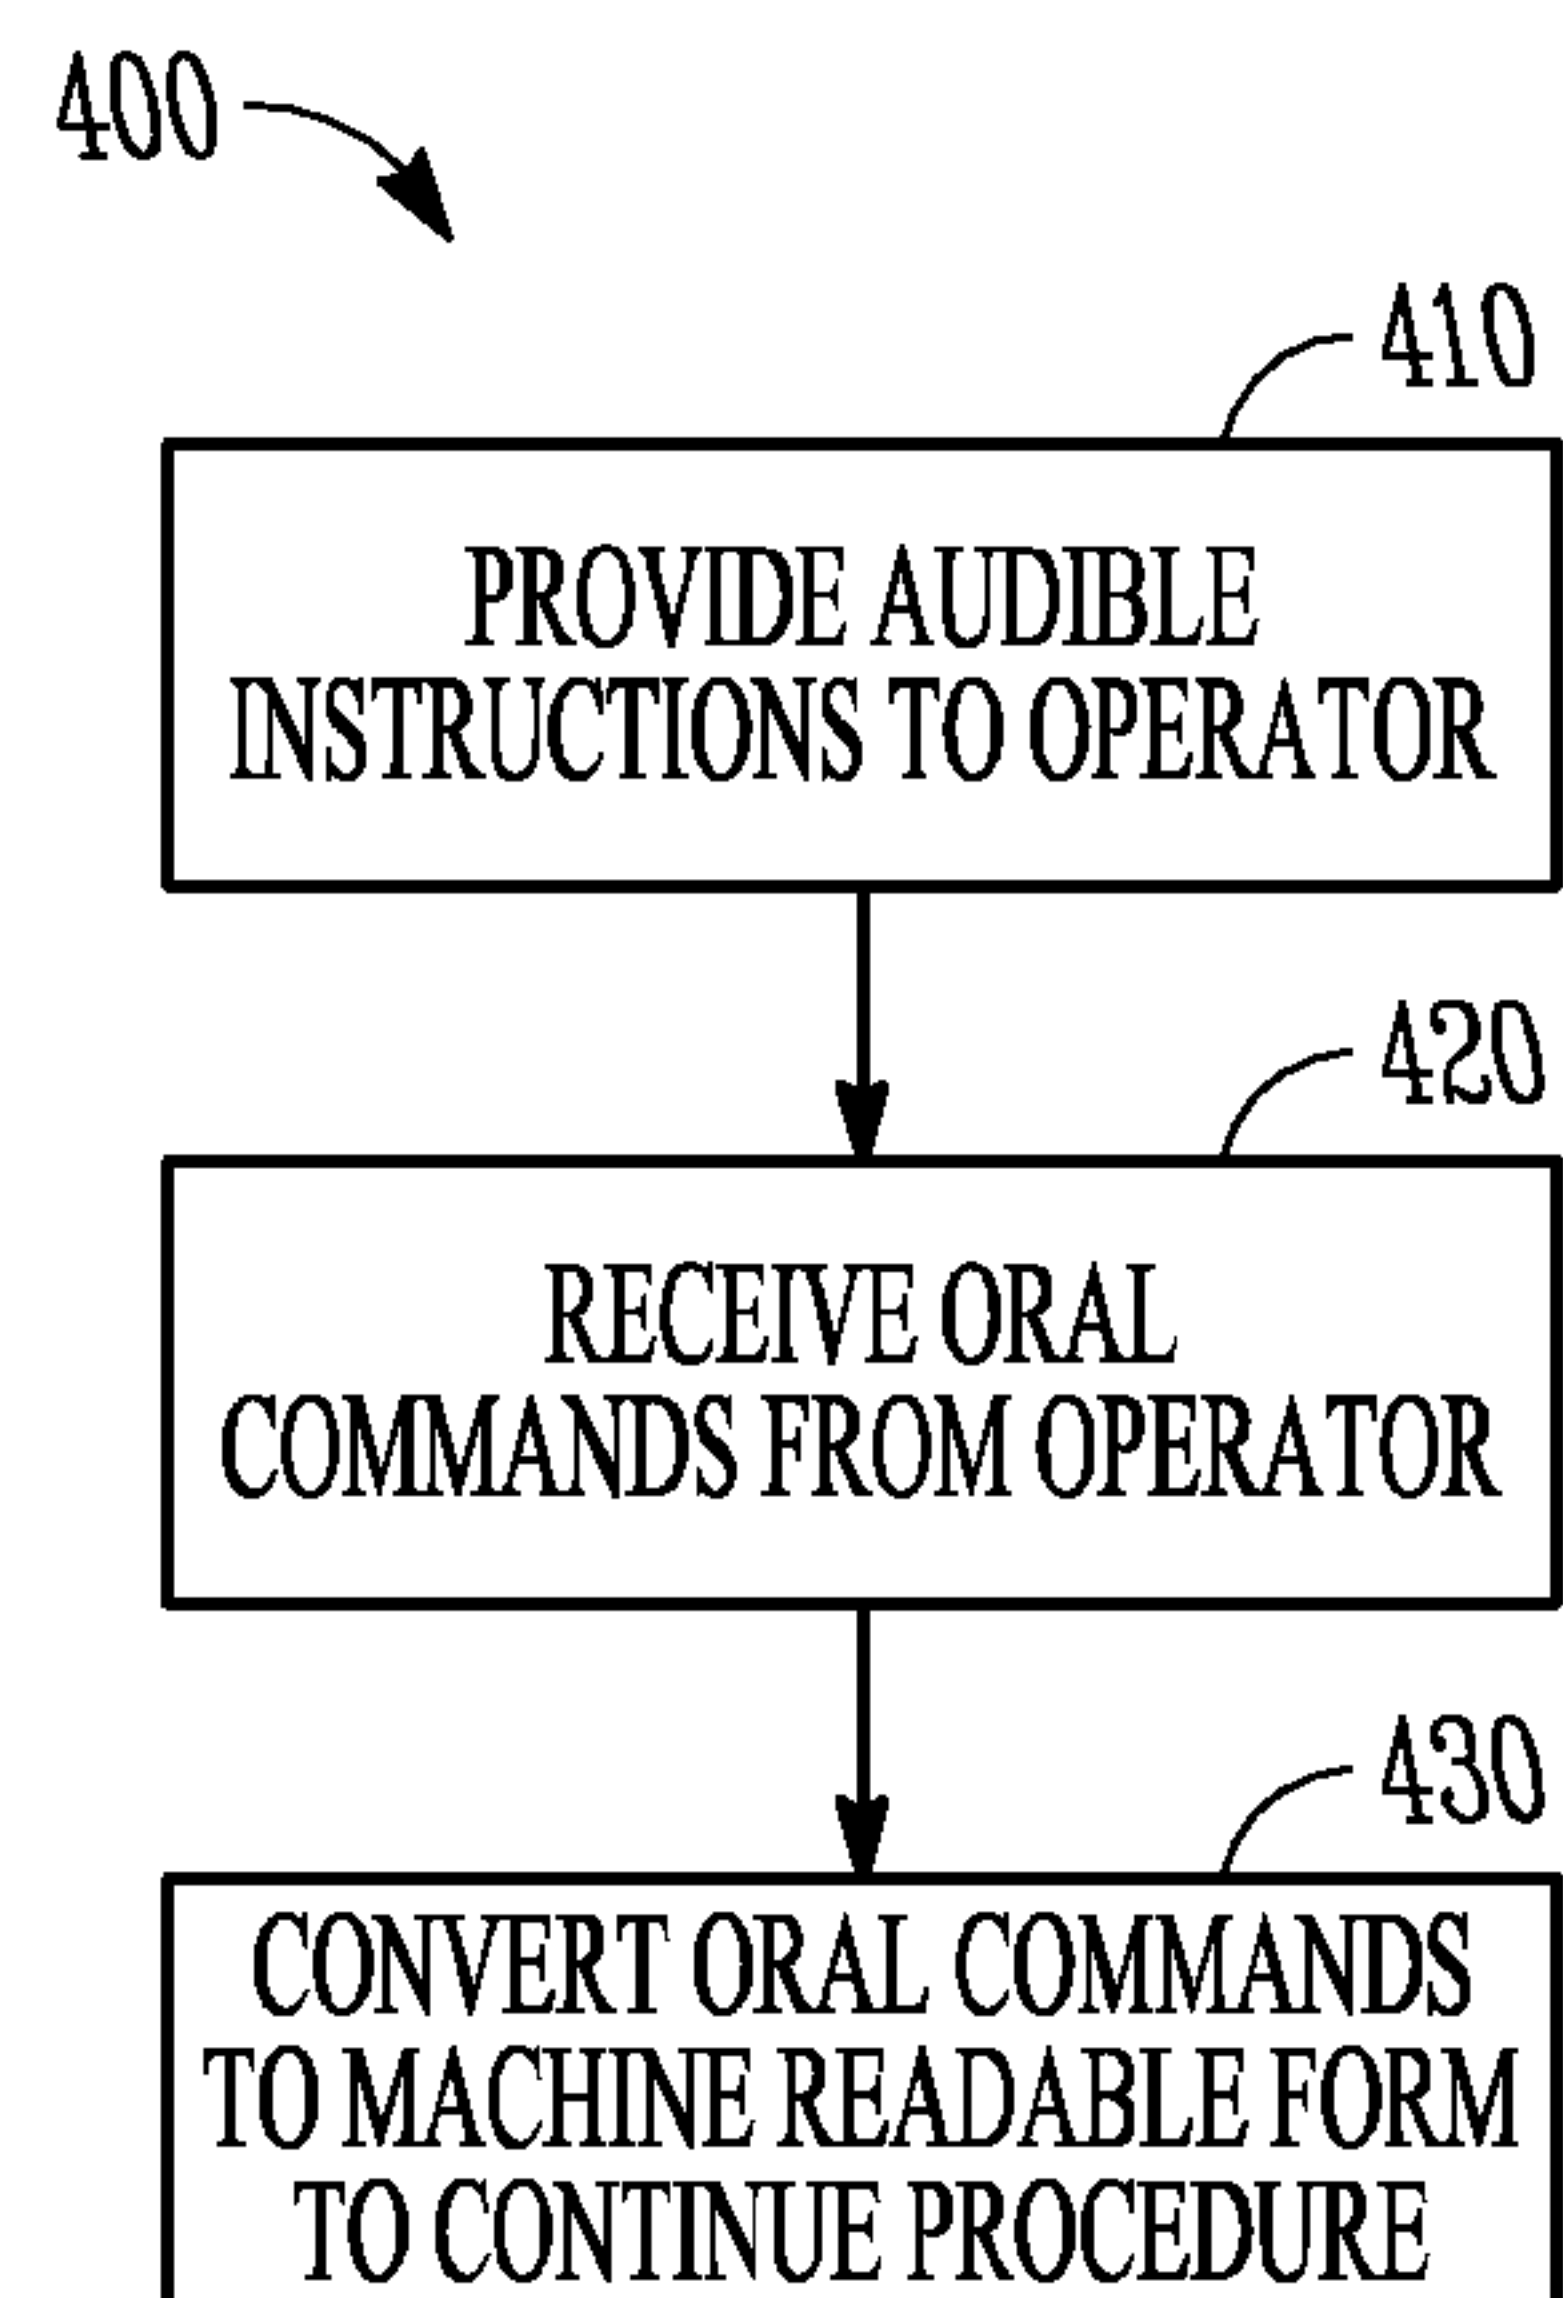 400
410
PROVIDE AUDIBLE
INSTRUCTIONS TO OPERATOR
420
RECEIVE ORAL
COMMANDS FROM OPERATOR
430
CONVERT ORAL COMMANDS
TO MACHINE READABLE FORM
TO CONTINUE PROCEDURE